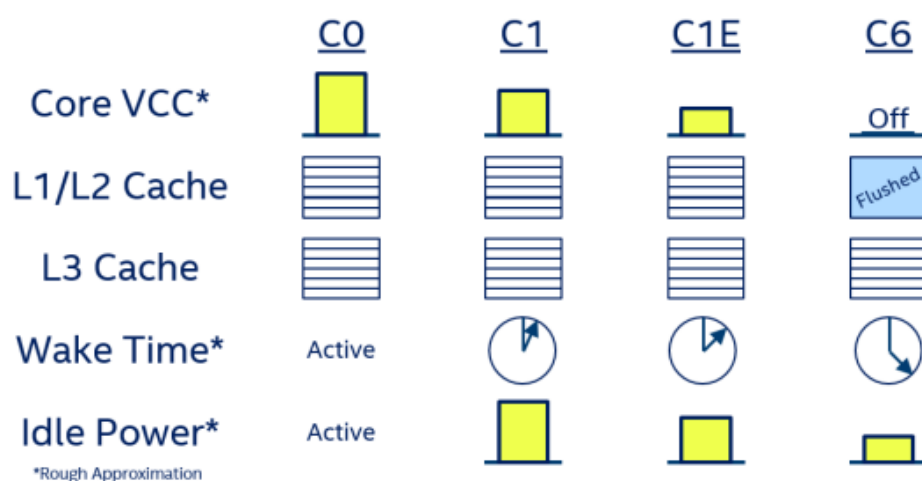 C0 C1 C1E C6
Core VCC* Off
L1/L2 Cache Flushed
L3 Cache
Wake Time* Active
Idle Power* Active
*Rough Approximation